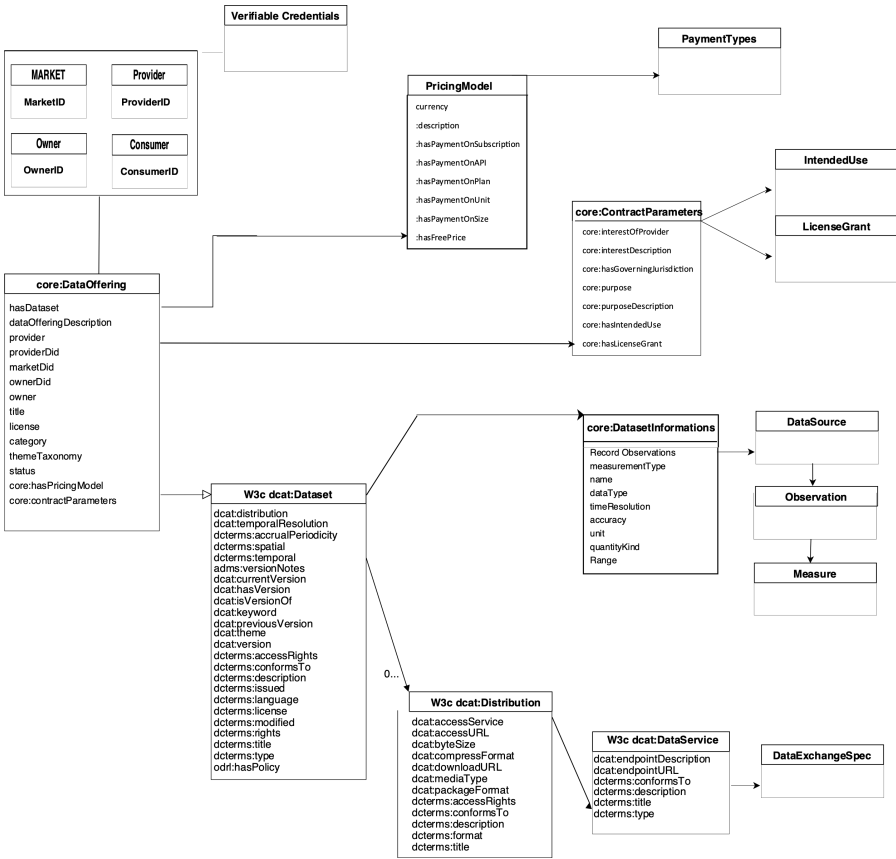 Verifiable Credentials
MARKET
MarketID
Provider
ProviderID
Owner
OwnerID
Consumer
ConsumerID
PaymentTypes
PricingModel
currency
:description
:hasPaymentOnSubscription
:hasPaymentOnAPI
:hasPaymentOnPlan
:hasPaymentOnUnit
:hasPaymentOnSize
:hasFreePrice
IntendedUse
LicenseGrant
core:ContractParameters
core:interestOfProvider
core:interestDescription
core:hasGoverningJurisdiction
core:purpose
core:purposeDescription
core:hasIntendedUse
core:hasLicenseGrant
core:DataOffering
hasDataset
dataOfferingDescription
provider
providerDid
marketDid
ownerDid
owner
title
license
category
themeTaxonomy
status
core:hasPricingModel
core:contractParameters
core:DatasetInformations
Record Observations
measurementType
name
dataType
timeResolution
accuracy
unit
quantityKind
Range
DataSource
Observation
Measure
W3c dcat:Dataset
dcat:distribution
dcat:temporalResolution
dcterms:accrualPeriodicity
dcterms:spatial
dcterms:temporal
adms:versionNotes
dcat:currentVersion
dcat:hasVersion
dcat:isVersionOf
dcat:keyword
dcat:previousVersion
dcat:theme
dcat:version
dcterms:accessRights
dcterms:conformsTo
dcterms:description
dcterms:issued
dcterms:language
dcterms:license
dcterms:modified
dcterms:rights
dcterms:title
dcterms:type
odrl:hasPolicy
0...
W3c dcat:Distribution
dcat:accessService
dcat:accessURL
dcat:byteSize
dcat:compressFormat
dcat:downloadURL
dcat:mediaType
dcat:packageFormat
dcterms:accessRights
dcterms:conformsTo
dcterms:description
dcterms:format
dcterms:title
W3c dcat:DataService
dcat:endpointDescription
dcat:endpointURL
dcterms:conformsTo
dcterms:description
dcterms:title
dcterms:type
DataExchangeSpec